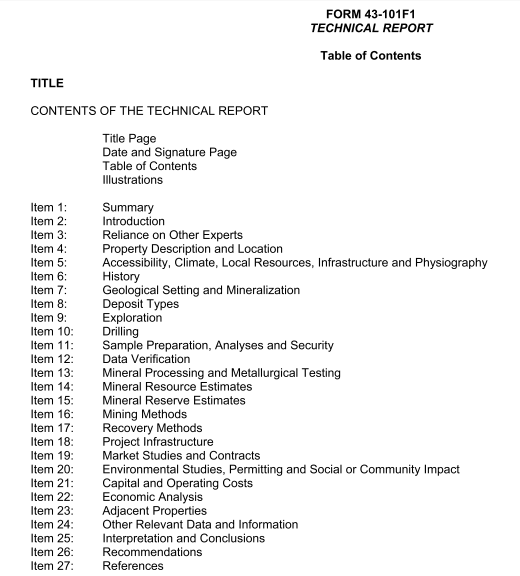 FORM 43-101F1
TECHNICAL REPORT
Table of Contents
TITLE
CONTENTS OF THE TECHNICAL REPORT
Title Page
Date and Signature Page
Table of Contents
Illustrations
Item 1: Summary
Item 2: Introduction
Item 3: Reliance on Other Experts
Item 4: Property Description and Location
Item 5: Accessibility, Climate, Local Resources, Infrastructure and Physiography
Item 6: History
Item 7: Geological Setting and Mineralization
Item 8: Deposit Types
Item 9: Exploration
Item 10: Drilling
Item 11: Sample Preparation, Analyses and Security
Item 12: Data Verification
Item 13: Mineral Processing and Metallurgical Testing
Item 14: Mineral Resource Estimates
Item 15: Mineral Reserve Estimates
Item 16: Mining Methods
Item 17: Recovery Methods
Item 18: Project Infrastructure
Item 19: Market Studies and Contracts
Item 20: Environmental Studies, Permitting and Social or Community Impact
Item 21: Capital and Operating Costs
Item 22: Economic Analysis
Item 23: Adjacent Properties
Item 24: Other Relevant Data and Information
Item 25: Interpretation and Conclusions
Item 26: Recommendations
Item 27: References